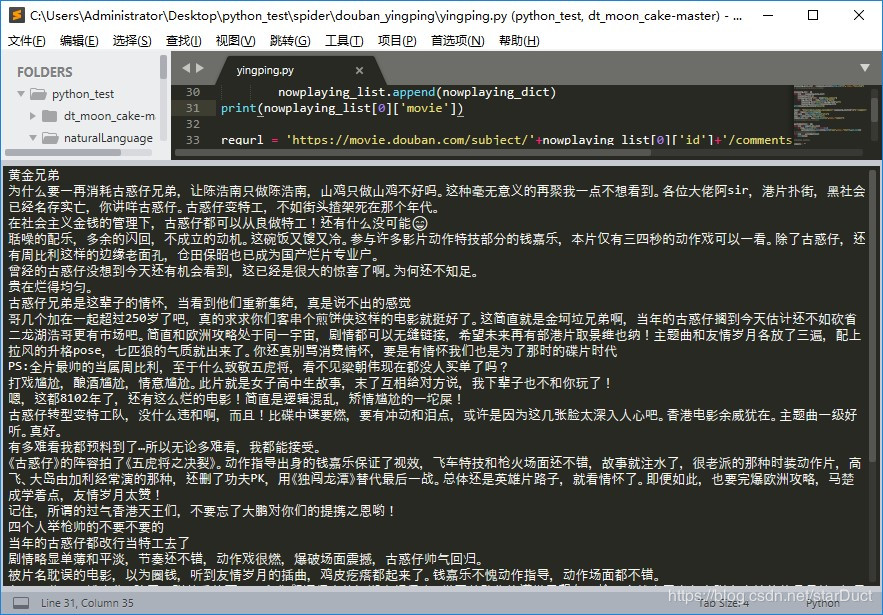 C:\Users\Administrator\Desktop\python_test\spider\douban_yingping\yingping.py (python_test, dt_moon_cake-master) - ...
文件(F) 编辑(E) 选择(S) 查找(I) 视图(V) 跳转(G) 工具(T) 项目(P) 首选项(N) 帮助(H)
FOLDERS
python_test
dt_moon_cake-m
naturalLanguage
yingping.py
30 nowplaying_list.append(nowplaying_dict)
31 print(nowplaying_list[0]['movie'])
32
33 requrl = 'https://movie.douban.com/subject/'+nowplaying_list[0]['id']+'/comments
黄金兄弟
为什么要一再消耗古惑仔兄弟，让陈浩南只做陈浩南，山鸡只做山鸡不好吗。这种毫无意义的再聚我一点不想看到。各位大佬阿sir，港片扑街，黑社会
已经名存实亡，你讲咩古惑仔。古惑仔变特工，不如街头揸架死在那个年代。
在社会主义金钱的管理下，古惑仔都可以从良做特工！还有什么没可能😄
聒噪的配乐，多余的闪回，不成立的动机。这碗饭又馊又冷。参与许多影片动作特技部分的钱嘉乐，本片仅有三四秒的动作戏可以一看。除了古惑仔，还
有周比利这样的边缘老面孔，仓田保昭也已成为国产烂片专业户。
曾经的古惑仔没想到今天还有机会看到，这已经是很大的惊喜了啊。为何还不知足。
贵在烂得均匀。
古惑仔兄弟是这辈子的情怀，当看到他们重新集结，真是说不出的感觉
哥几个加在一起超过250岁了吧，真的求求你们客串个煎饼侠这样的电影就挺好了。这简直就是金坷垃兄弟啊，当年的古惑仔搁到今天估计还不如砍省
二龙湖浩哥更有市场吧。简直和欧洲攻略处于同一宇宙，剧情都可以无缝链接，希望未来再有部港片取景维也纳！主题曲和友情岁月各放了三遍，配上
拉风的升格pose，七匹狼的气质就出来了。你还真别骂消费情怀，要是有情怀我们也是为了那时的碟片时代
PS:全片最帅的当属周比利，至于什么致敬五虎将，看不见梁朝伟现在都没人买单了吗？
打戏尴尬，酸酒尴尬，情意尴尬。此片就是女子高中生故事，末了互相给对方说，我下辈子也不和你玩了！
嗯，这都8102年了，还有这么烂的电影！简直是逻辑混乱，矫情尴尬的一坨屎！
古惑仔转型变特工队，没什么违和啊，而且！比碟中谍要燃，要有冲动和泪点，或许是因为这几张脸太深入人心吧。香港电影余威犹在。主题曲一级好
听。真好。
有多难看我都预料到了…所以无论多难看，我都能接受。
《古惑仔》的阵容拍了《五虎将之决裂》。动作指导出身的钱嘉乐保证了视效，飞车特技和枪火场面还不错，故事就注水了，很老派的那种时装动作片，高
飞、大岛由加利经常演的那种，还删了功夫PK，用《独闯龙潭》替代最后一战。总体还是英雄片路子，就看情怀了。即便如此，也要完爆欧洲攻略，马楚
成学着点，友情岁月太赞！
记住，所谓的过气香港天王们，不要忘了大鹏对你们的提携之恩哟！
四个人举枪帅的不要不要的
当年的古惑仔都改行当特工去了
剧情略显单薄和平淡，节奏还不错，动作戏很燃，爆破场面震撼，古惑仔帅气回归。
被片名耽误的电影，以为圈钱，听到友情岁月的插曲，鸡皮疙瘩都起来了。钱嘉乐不愧动作指导，动作场面都不错。
Line 31, Column 35
Tab Size: 4
Python
https://blog.csdn.net/starDuct